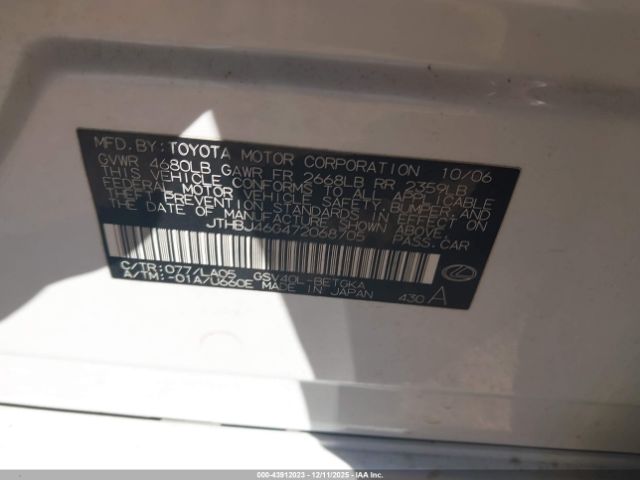 MFD. BY: TOYOTA MOTOR CORPORATION 10/06
GVWR 4680LB GAWR FR 2668LB RR 2359LB
THIS VEHICLE CONFORMS TO ALL APPLICABLE
FEDERAL MOTOR VEHICLE SAFETY, BUMPER, AND
THEFT PREVENTION STANDARDS IN EFFECT ON
THE DATE OF MANUFACTURE SHOWN ABOVE.
JTHBJ46G472068705 PASS.CAR
C/TR: 077/LA05 GSV40L-BETGKA
A/TM: -01A/U660E MADE IN JAPAN 430 A
000-43912023 - 12/11/2025 - IAA Inc.